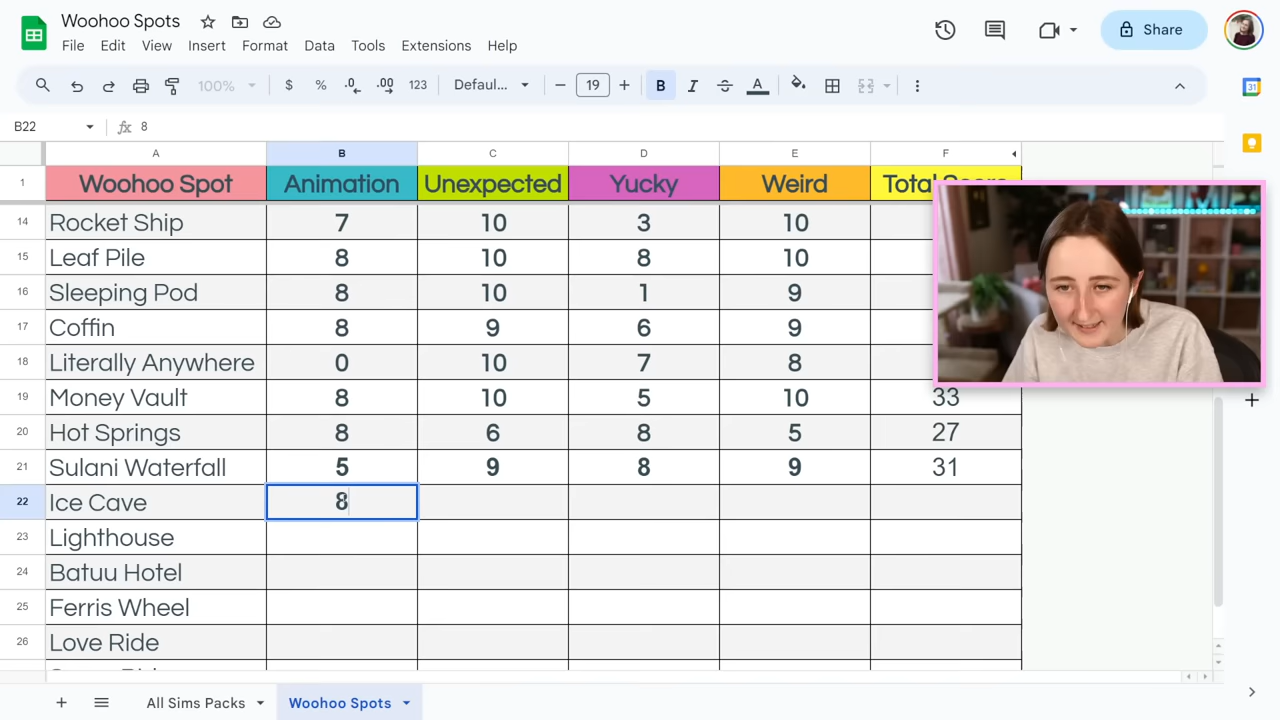 Woohoo Spots
File Edit View Insert Format Data Tools Extensions Help
Share
100% $ % .0 .00 123 Defaul... 19 B I A
31
B22 fx 8
A B C D E F
1 Woohoo Spot Animation Unexpected Yucky Weird Total Score
14 Rocket Ship 7 10 3 10
15 Leaf Pile 8 10 8 10
16 Sleeping Pod 8 10 1 9
17 Coffin 8 9 6 9
18 Literally Anywhere 0 10 7 8
19 Money Vault 8 10 5 10 33
20 Hot Springs 8 6 8 5 27
21 Sulani Waterfall 5 9 8 9 31
22 Ice Cave 8
23 Lighthouse
24 Batuu Hotel
25 Ferris Wheel
26 Love Ride
All Sims Packs Woohoo Spots